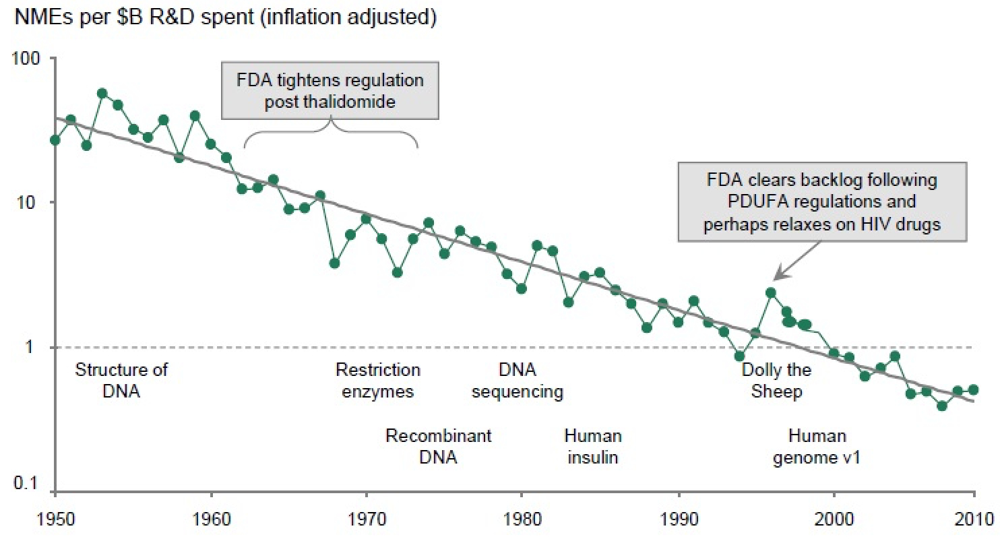 NMEs per $B R&D spent (inflation adjusted)
100
FDA tightens regulation
post thalidomide
FDA clears backlog following
PDUFA regulations and
perhaps relaxes on HIV drugs
10
1
Structure of
DNA
Restriction
enzymes
DNA
sequencing
Dolly the
Sheep
Recombinant
DNA
Human
insulin
Human
genome v1
0.1
1950 1960 1970 1980 1990 2000 2010